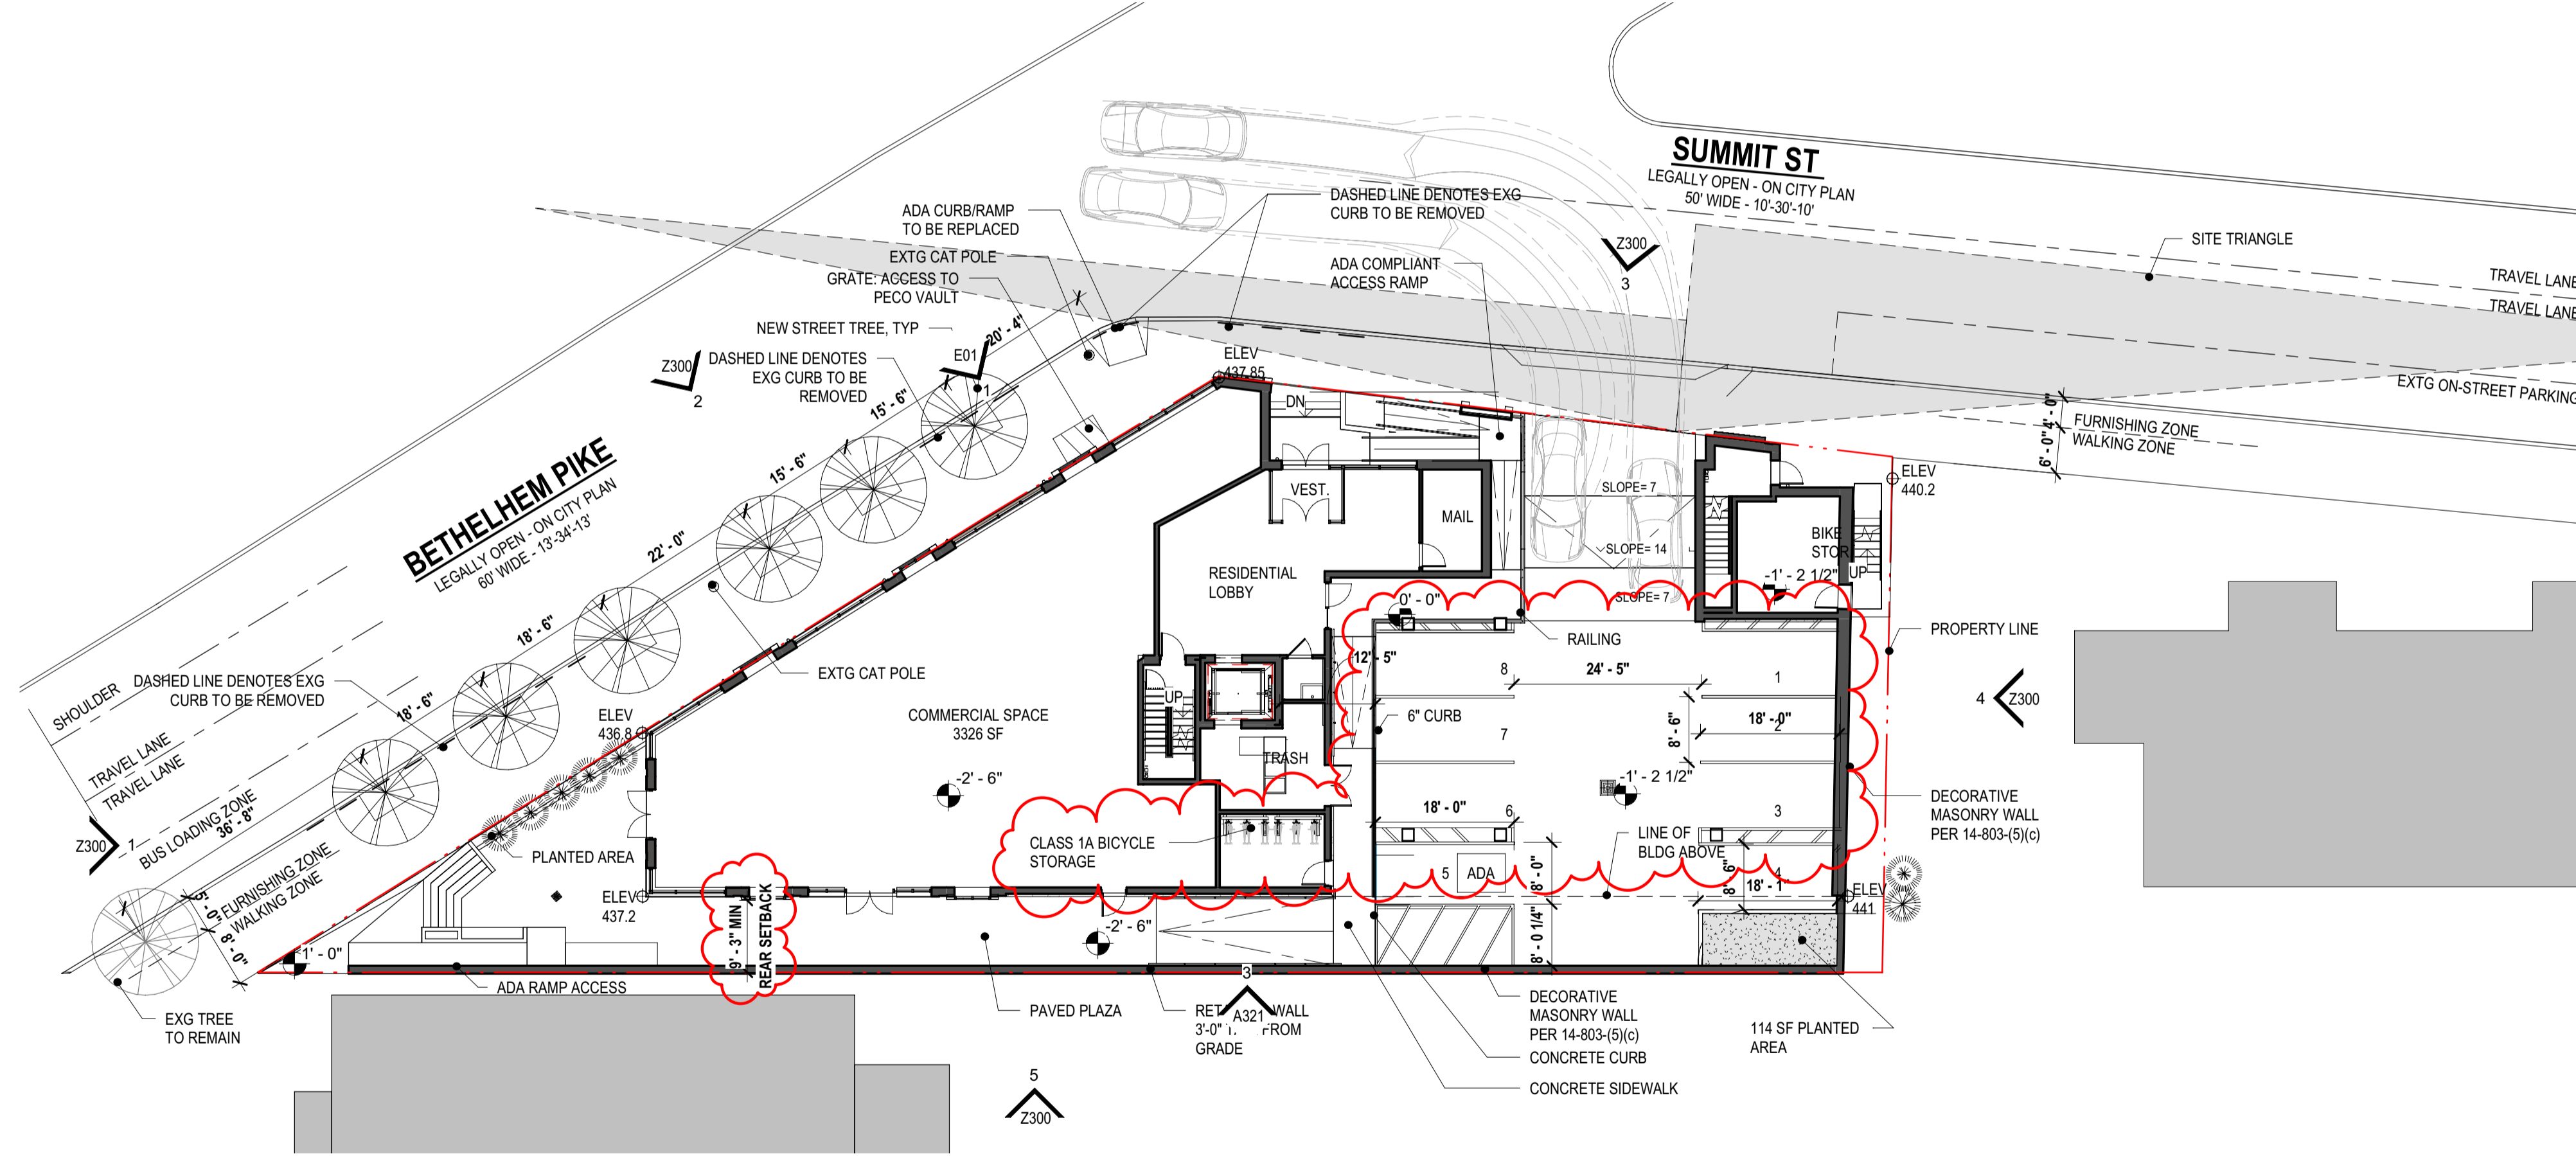 SUMMIT ST
LEGALLY OPEN - ON CITY PLAN
50' WIDE - 10'-30'-10'
DASHED LINE DENOTES EXG
CURB TO BE REMOVED
ADA CURB/RAMP
TO BE REPLACED
EXTG CAT POLE
GRATE: ACCESS TO
PECO VAULT
NEW STREET TREE, TYP
DASHED LINE DENOTES
EXG CURB TO BE
REMOVED
ADA COMPLIANT
ACCESS RAMP
Z300
3
SITE TRIANGLE
TRAVEL LANE
TRAVEL LANE
EXTG ON-STREET PARKING
FURNISHING ZONE
WALKING ZONE
4'-0"
6'-0"
20' - 4"
E01
1
Z300
2
15' - 6"
15' - 6"
22' - 0"
18' - 6"
18' - 6"
36' - 8"
ELEV
437.85
ELEV
440.2
BETHELHEM PIKE
LEGALLY OPEN - ON CITY PLAN
60' WIDE - 13'-34'-13'
DN
VEST.
MAIL
SLOPE= 7
SLOPE= 14
SLOPE= 7
BIKE
STOR
UP
-1' - 2 1/2"
RESIDENTIAL
LOBBY
0' - 0"
RAILING
PROPERTY LINE
EXTG CAT POLE
DASHED LINE DENOTES EXG
CURB TO BE REMOVED
SHOULDER
TRAVEL LANE
TRAVEL LANE
BUS LOADING ZONE
FURNISHING ZONE
WALKING ZONE
5'- 0"
8' - 0"
Z300
1
ELEV
436.8
COMMERCIAL SPACE
3326 SF
-2' - 6"
UP
TRASH
12' - 5"
6" CURB
8
7
6
5
ADA
24' - 5"
1
2
3
4
18' - 0"
8' - 6"
18' - 0"
-1' - 2 1/2"
LINE OF
BLDG ABOVE
8' - 0"
8' - 6"
18' - 1"
8' - 0 1/4"
4
Z300
DECORATIVE
MASONRY WALL
PER 14-803-(5)(c)
ELEV
441
CLASS 1A BICYCLE
STORAGE
PLANTED AREA
ELEV
437.2
9' - 3" MIN
REAR SETBACK
-2' - 6"
-1' - 0"
ADA RAMP ACCESS
EXG TREE
TO REMAIN
PAVED PLAZA
3
A321
WALL
3'-0"
FROM
GRADE
DECORATIVE
MASONRY WALL
PER 14-803-(5)(c)
CONCRETE CURB
CONCRETE SIDEWALK
114 SF PLANTED
AREA
5
Z300